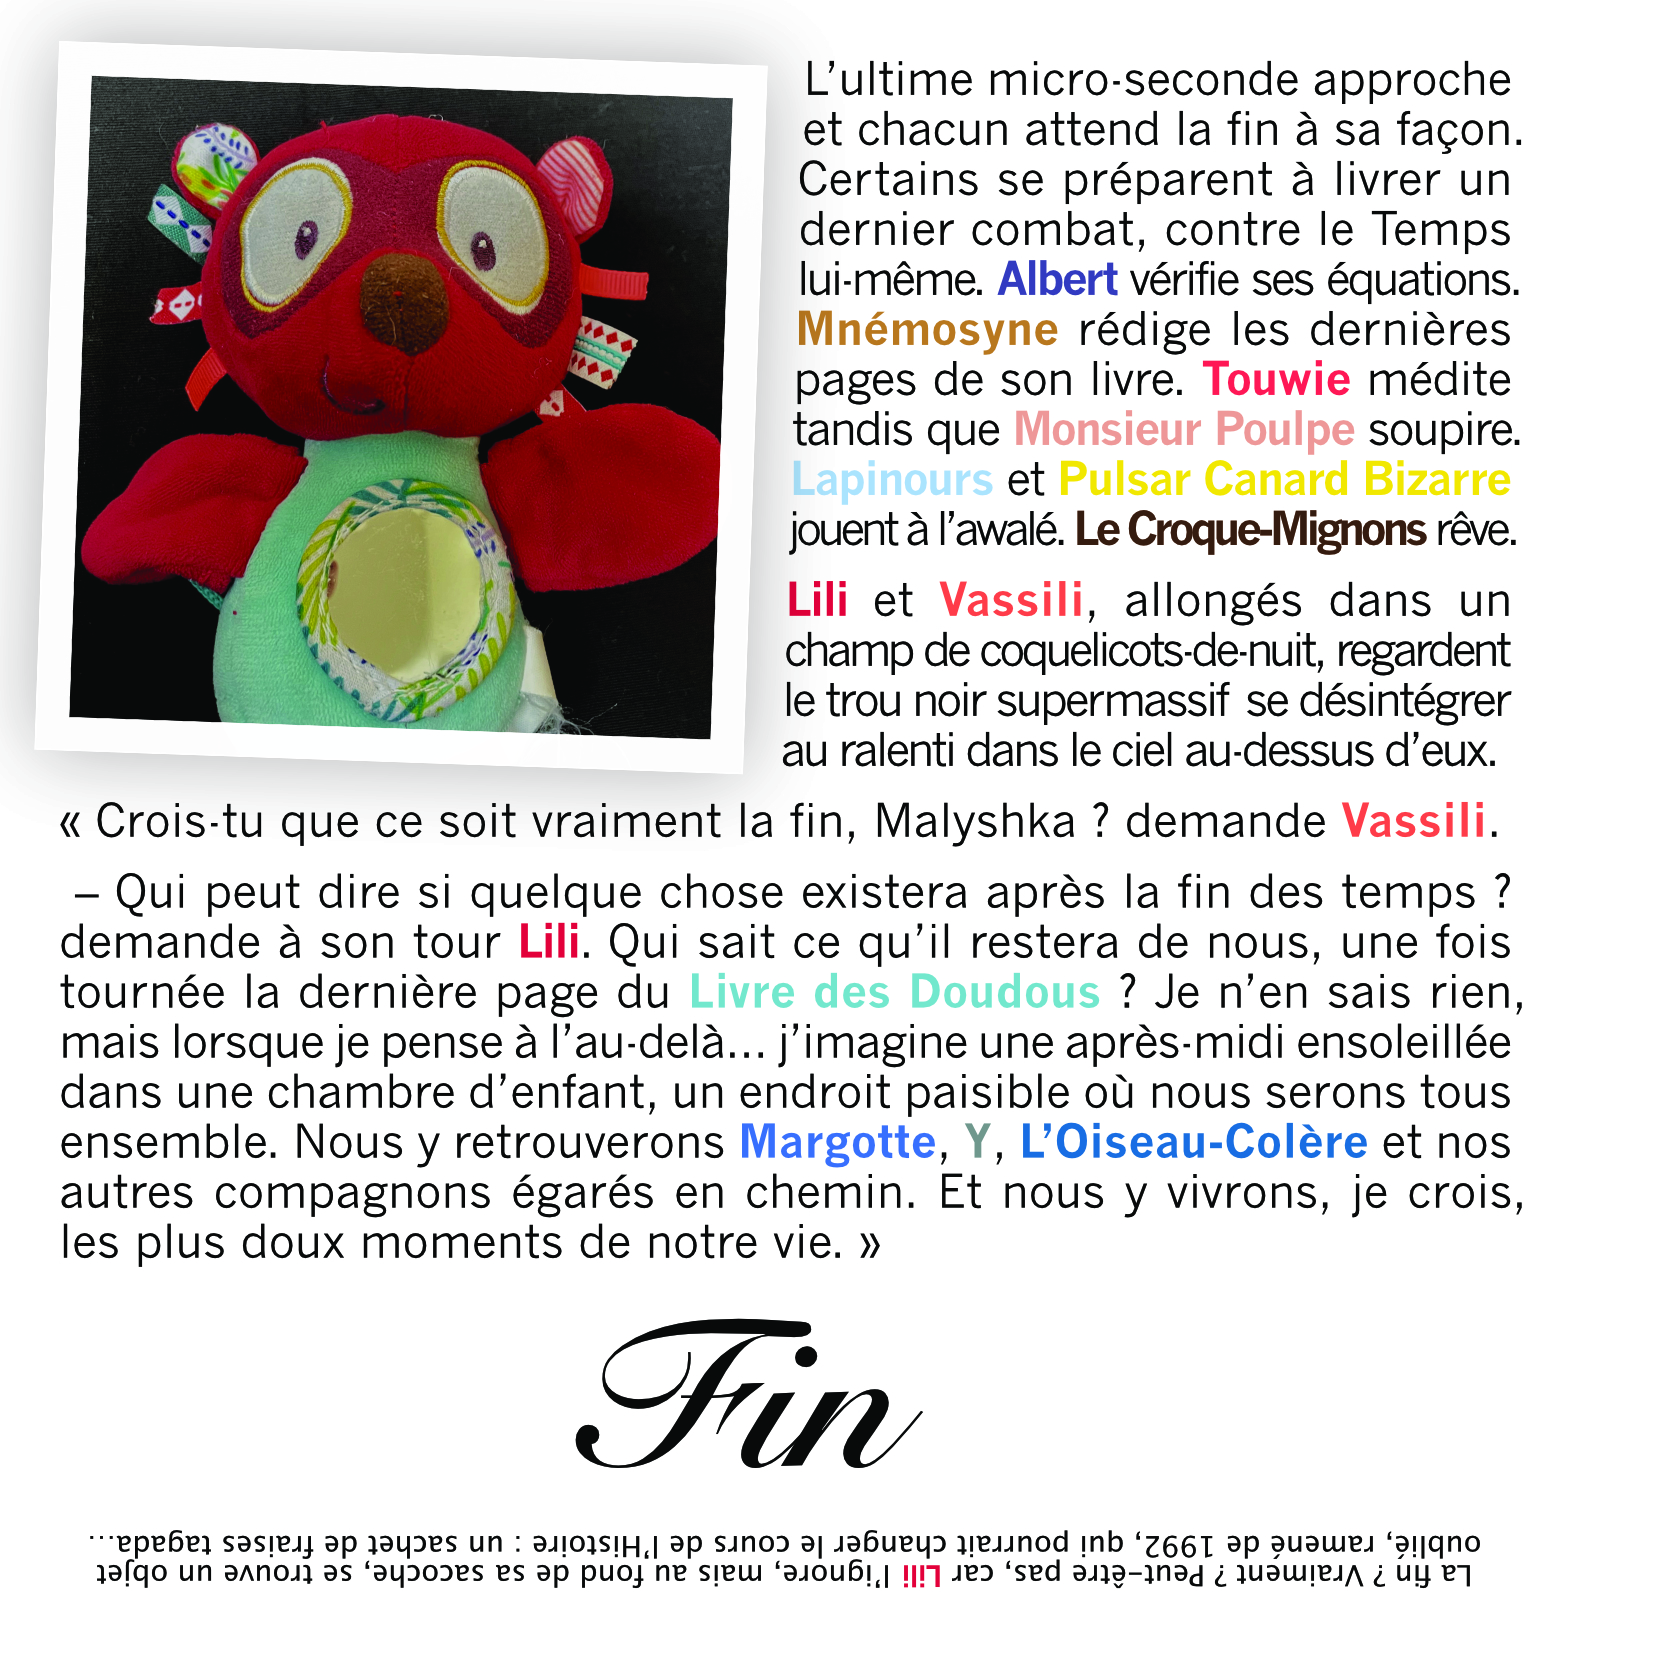 L’ultime micro-seconde approche
et chacun attend la fin à sa façon.
Certains se préparent à livrer un
dernier combat, contre le Temps
lui-même. Albert vérifie ses équations.
Mnémosyne rédige les dernières
pages de son livre. Touwie médite
tandis que Monsieur Poulpe soupire.
Lapinours et Pulsar Canard Bizarre
jouent à l’awalé. Le Croque-Mignons rêve.
Lili et Vassili, allongés dans un
champ de coquelicots-de-nuit, regardent
le trou noir supermassif se désintégrer
au ralenti dans le ciel au-dessus d’eux.
« Crois-tu que ce soit vraiment la fin, Malyshka ? demande Vassili.
– Qui peut dire si quelque chose existera après la fin des temps ?
demande à son tour Lili. Qui sait ce qu’il restera de nous, une fois
tournée la dernière page du Livre des Doudous ? Je n’en sais rien,
mais lorsque je pense à l’au-delà... j’imagine une après-midi ensoleillée
dans une chambre d’enfant, un endroit paisible où nous serons tous
ensemble. Nous y retrouverons Margotte, Y, L’Oiseau-Colère et nos
autres compagnons égarés en chemin. Et nous y vivrons, je crois,
les plus doux moments de notre vie. »
Fin
La fin ? Vraiment ? Peut-être pas, car Lili l’ignore, mais au fond de sa sacoche, se trouve un objet
oublié, ramené de 1992, qui pourrait changer le cours de l’Histoire : un sachet de fraises tagada...